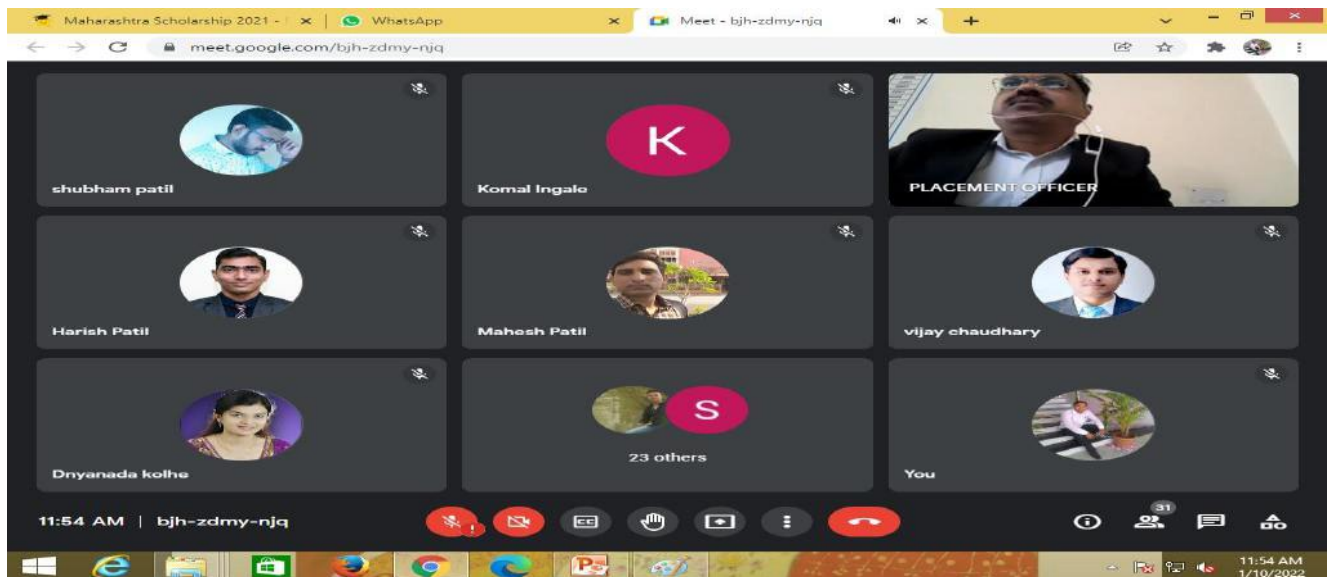 Maharashtra Scholarship 2021 - WhatsApp Meet - bjh-zdmy-njq
meet.google.com/bjh-zdmy-njq
shubham patil
K
Komal Ingale
PLACEMENT OFFICER
Harish Patil
Mahesh Patil
vijay chaudhary
Dnyanada kolhe
S
23 others
You
11:54 AM | bjh-zdmy-njq
CC
31
11:54 AM
1/10/2022